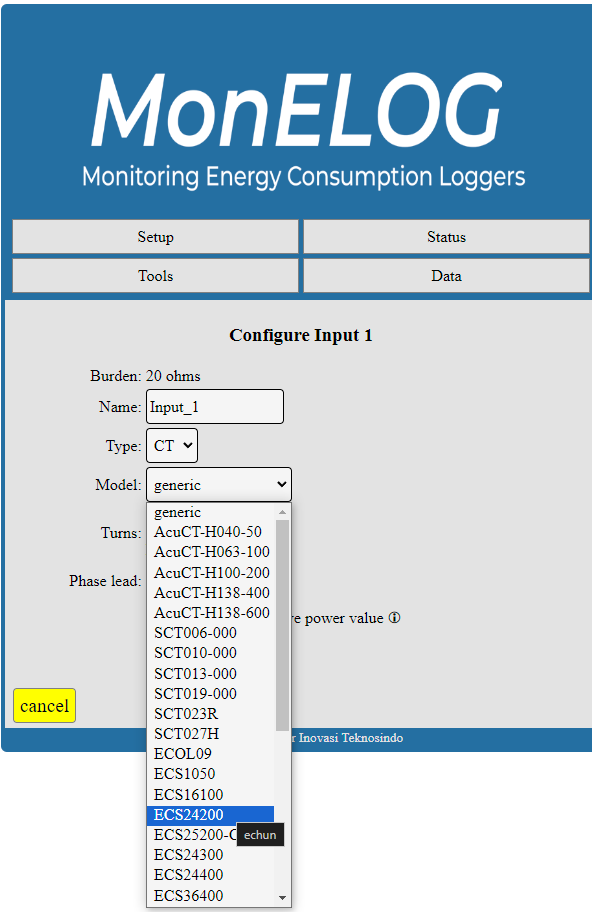 MonELOG
Monitoring Energy Consumption Loggers
Setup
Status
Tools
Data
Configure Input 1
Burden: 20 ohms
Name: Input_1
Type: CT
Model: generic
generic
AcuCT-H040-50
AcuCT-H063-100
AcuCT-H100-200
AcuCT-H138-400
AcuCT-H138-600
SCT006-000
SCT010-000
SCT013-000
SCT019-000
SCT023R
SCT027H
ECOL09
ECS1050
ECS16100
ECS24200
ECS25200-C
echun
ECS24300
ECS24400
ECS36400
Turns:
Phase lead:
power value
cancel
Inovasi Teknosindo